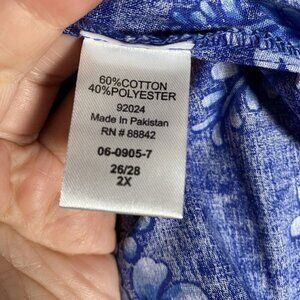 60%COTTON
40%POLYESTER
92024
Made In Pakistan
RN # 88842
06-0905-7
26/28
2X